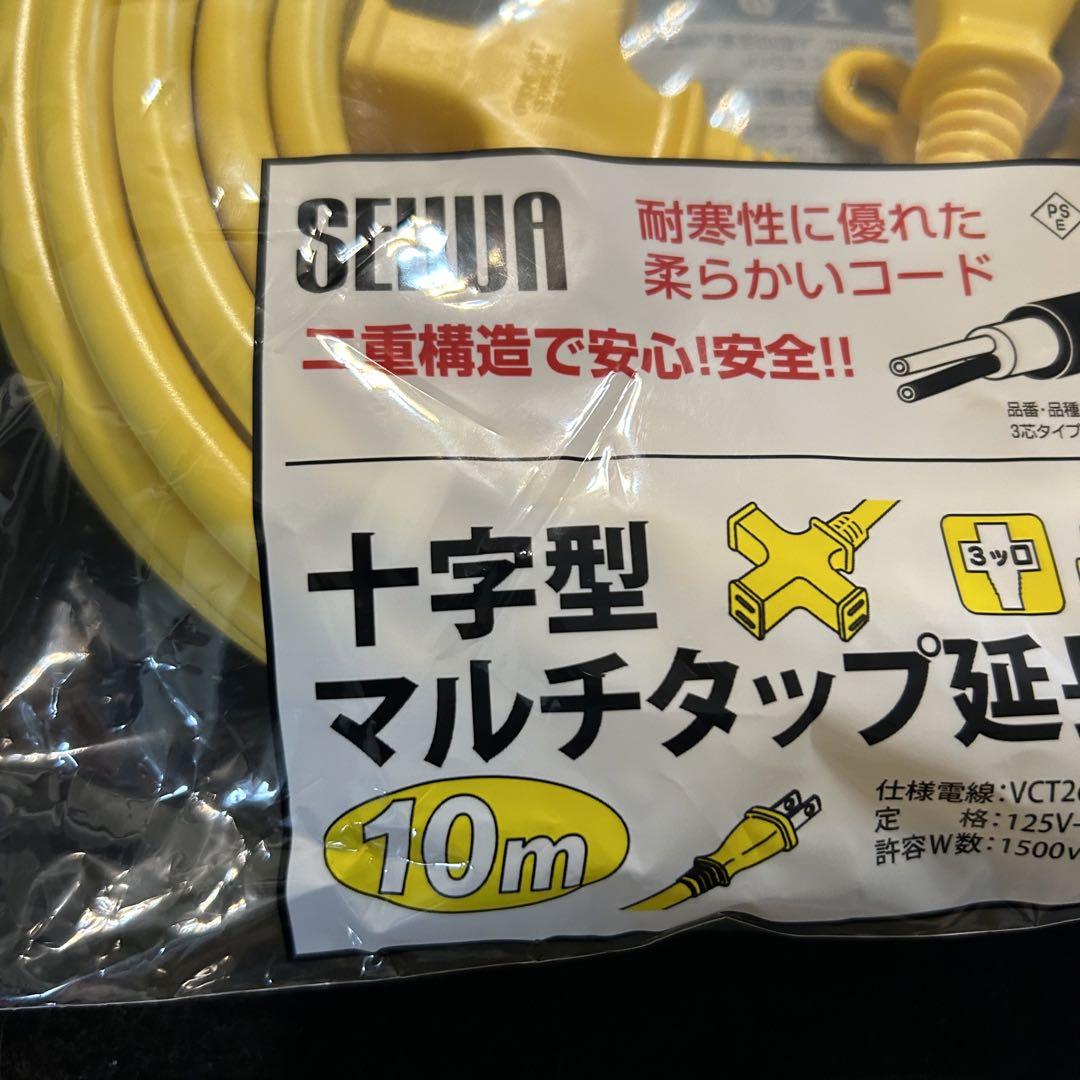 SEIWA
耐寒性に優れた
柔らかいコード
PS
E
二重構造で安心!安全!!
品番・品種
3芯タイプ
十字型
3ッ口
マルチタップ延
10m
仕様電線:VCT
定 格:125V
許容W数:1500